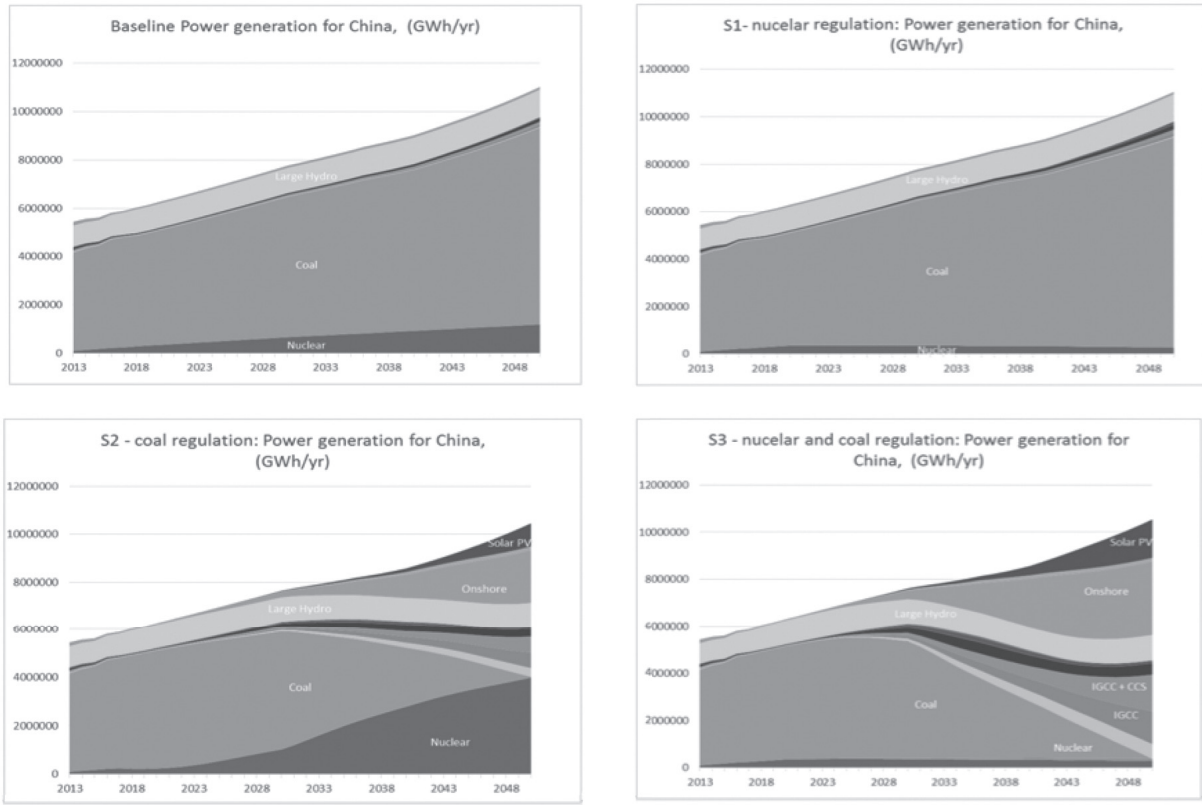 Baseline Power generation for China, (GWh/yr)
12000000
10000000
8000000
6000000
4000000
2000000
0
Large Hydro
Coal
Nuclear
2013 2018 2023 2028 2033 2038 2043 2048
S1- nucelar regulation: Power generation for China,
(GWh/yr)
12000000
10000000
8000000
6000000
4000000
2000000
0
Large Hydro
Coal
Nuclear
2013 2018 2023 2028 2033 2038 2043 2048
S2 - coal regulation: Power generation for China,
(GWh/yr)
12000000
10000000
8000000
6000000
4000000
2000000
0
Solar PV
Onshore
Large Hydro
Coal
Nuclear
2013 2018 2023 2028 2033 2038 2043 2048
S3 - nucelar and coal regulation: Power generation for
China, (GWh/yr)
12000000
10000000
8000000
6000000
4000000
2000000
0
Solar PV
Onshore
Large Hydro
IGCC + CCS
IGCC
Coal
Nuclear
2013 2018 2023 2028 2033 2038 2043 2048